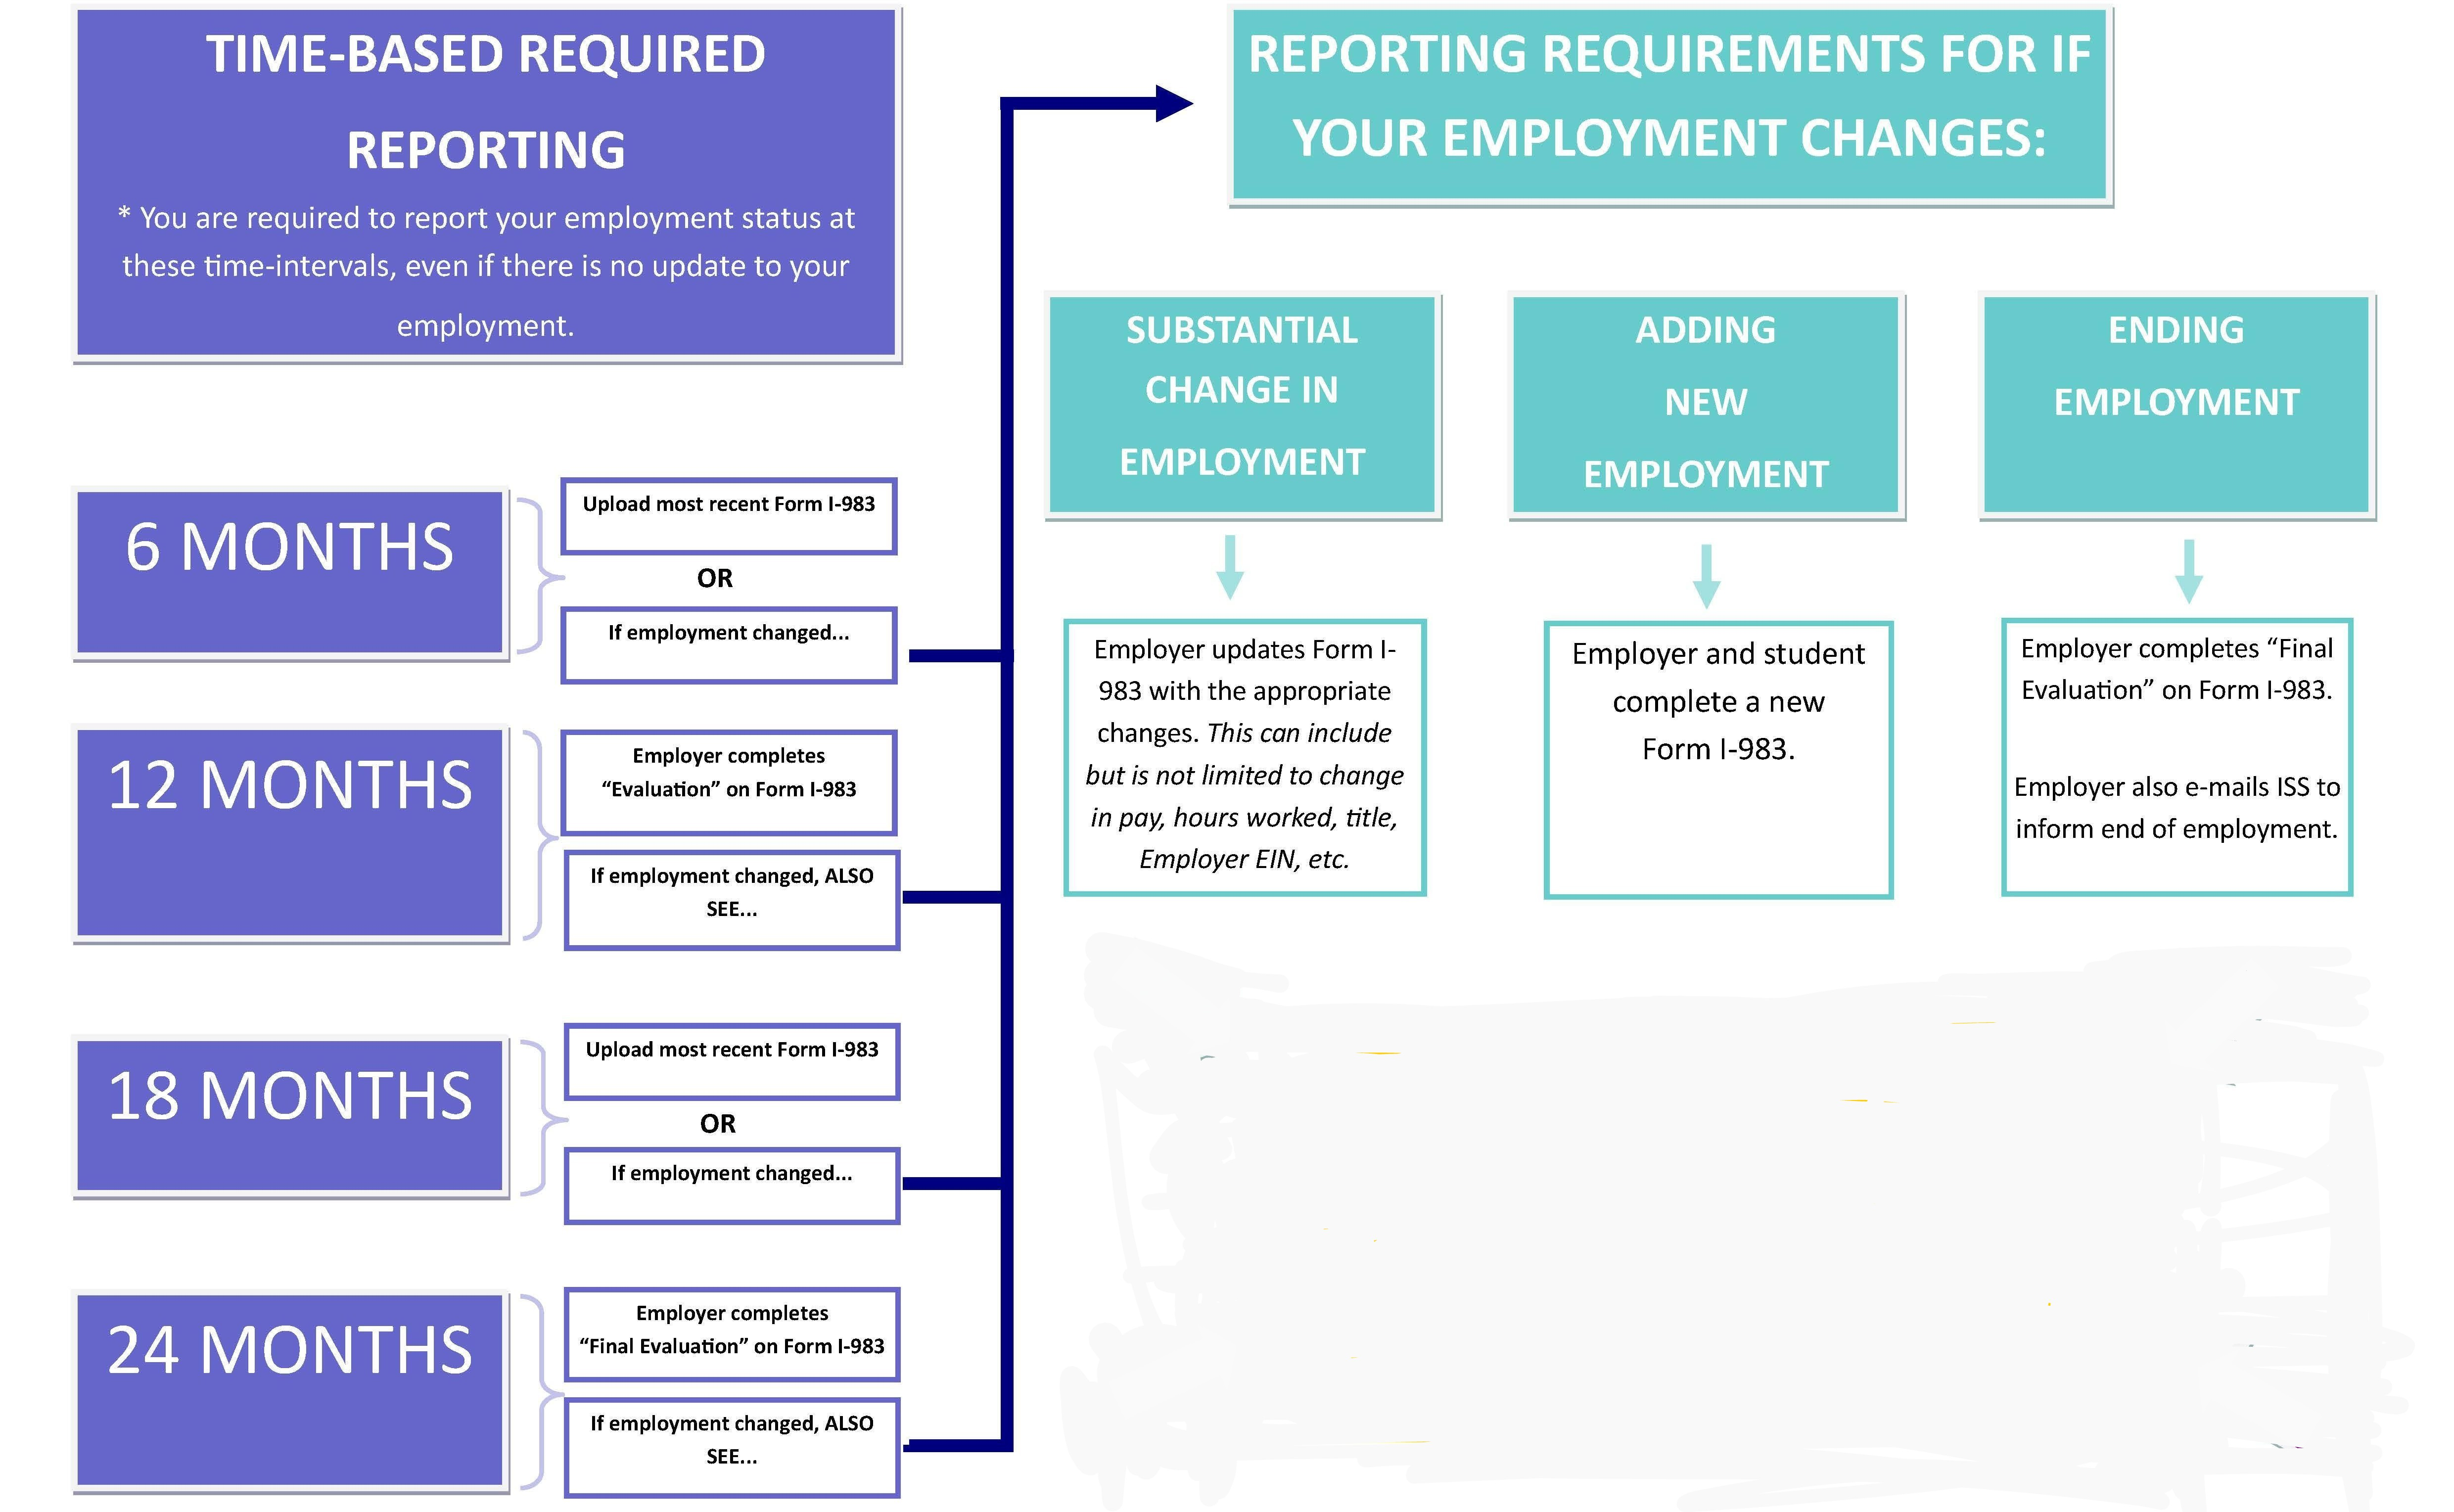 TIME-BASED REQUIRED
REPORTING
* You are required to report your employment status at
these time-intervals, even if there is no update to your
employment.
6 MONTHS
Upload most recent Form I-983
OR
If employment changed...
12 MONTHS
Employer completes
“Evaluation” on Form I-983
If employment changed, ALSO
SEE...
18 MONTHS
Upload most recent Form I-983
OR
If employment changed...
24 MONTHS
Employer completes
“Final Evaluation” on Form I-983
If employment changed, ALSO
SEE...
REPORTING REQUIREMENTS FOR IF
YOUR EMPLOYMENT CHANGES:
SUBSTANTIAL
CHANGE IN
EMPLOYMENT
Employer updates Form I-
983 with the appropriate
changes. This can include
but is not limited to change
in pay, hours worked, title,
Employer EIN, etc.
ADDING
NEW
EMPLOYMENT
Employer and student
complete a new
Form I-983.
ENDING
EMPLOYMENT
Employer completes “Final
Evaluation” on Form I-983.
Employer also e-mails ISS to
inform end of employment.